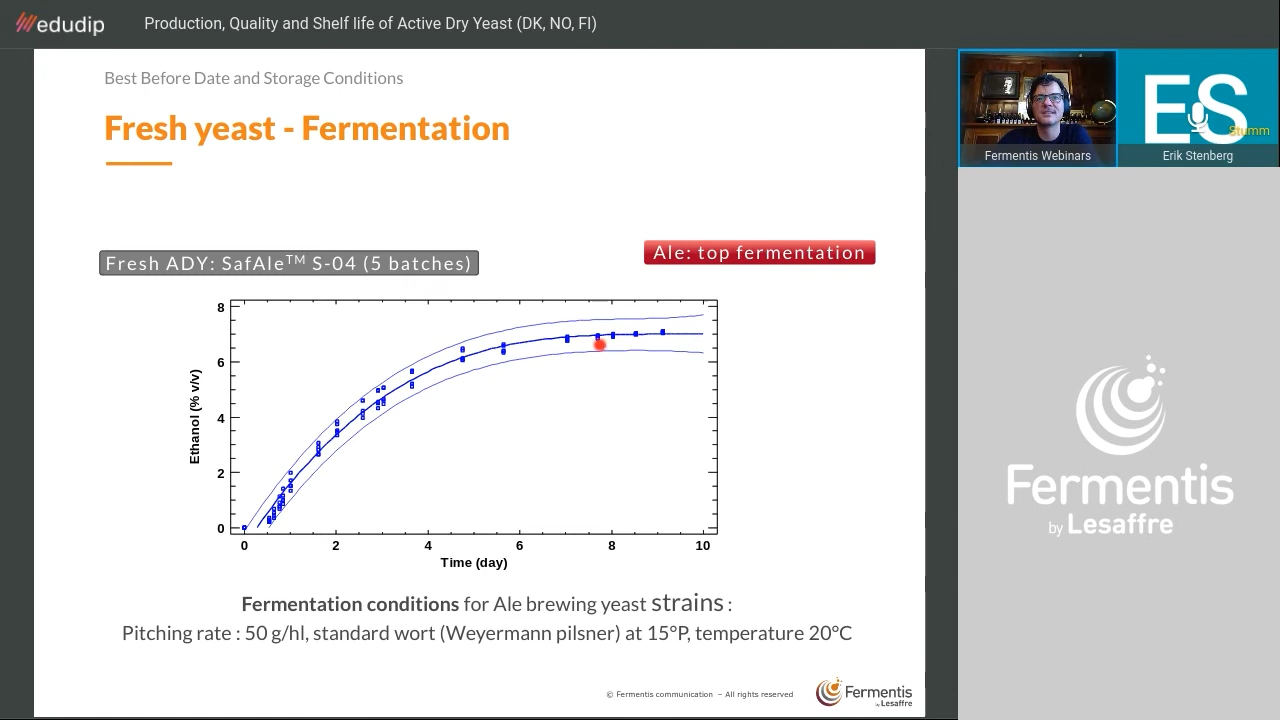 edudip
Production, Quality and Shelf life of Active Dry Yeast (DK, NO, FI)
Best Before Date and Storage Conditions
Fresh yeast - Fermentation
Fresh ADY: SafAle™ S-04 (5 batches)
Ale: top fermentation
8
6
4
2
0
Ethanol (% v/v)
0 2 4 6 8 10
Time (day)
Fermentation conditions for Ale brewing yeast strains :
Pitching rate : 50 g/hl, standard wort (Weyermann pilsner) at 15°P, temperature 20°C
© Fermentis communication – All rights reserved
Fermentis
by Lesaffre
ES
Stumm
Fermentis Webinars
Erik Stenberg
Fermentis
by Lesaffre